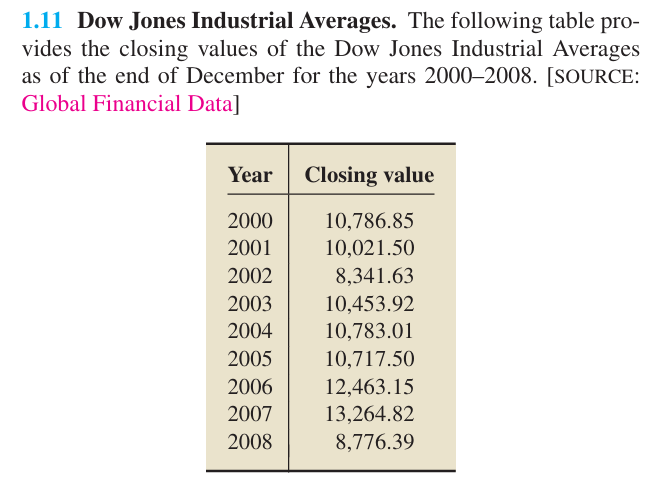 1.11 Dow Jones Industrial Averages. The following table pro-
vides the closing values of the Dow Jones Industrial Averages
as of the end of December for the years 2000–2008. [SOURCE:
Global Financial Data]
Year Closing value
2000 10,786.85
2001 10,021.50
2002 8,341.63
2003 10,453.92
2004 10,783.01
2005 10,717.50
2006 12,463.15
2007 13,264.82
2008 8,776.39